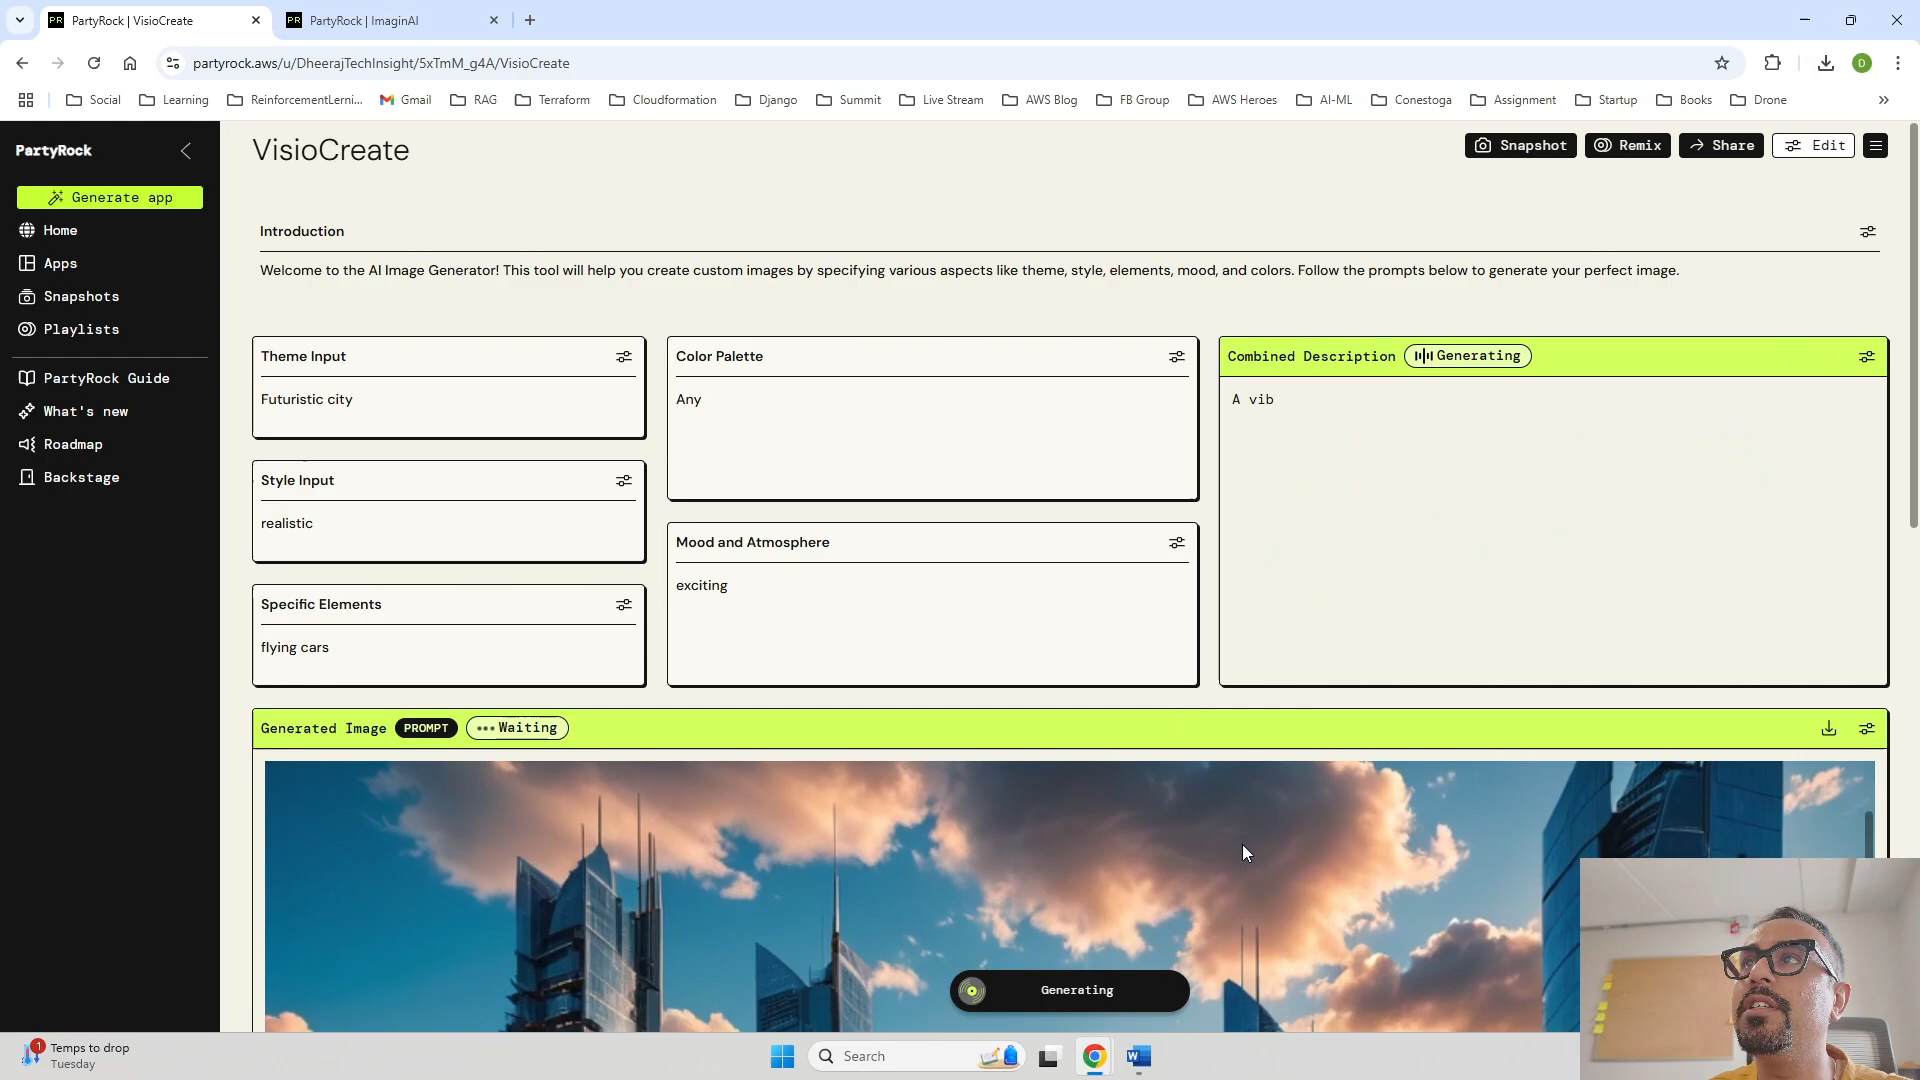 PR PartyRock | VisioCreate
PR PartyRock | ImaginAI
partyrock.aws/u/DheerajTechInsight/5xTmM_g4A/VisioCreate
D
Social
Learning
ReinforcementLerni...
Gmail
RAG
Terraform
Cloudformation
Django
Summit
Live Stream
AWS Blog
FB Group
AWS Heroes
AI-ML
Conestoga
Assignment
Startup
Books
Drone
»
PartyRock
Generate app
Home
Apps
Snapshots
Playlists
PartyRock Guide
What's new
Roadmap
Backstage
VisioCreate
Snapshot
Remix
Share
Edit
Introduction
Welcome to the AI Image Generator! This tool will help you create custom images by specifying various aspects like theme, style, elements, mood, and colors. Follow the prompts below to generate your perfect image.
Theme Input
Futuristic city
Style Input
realistic
Specific Elements
flying cars
Color Palette
Any
Mood and Atmosphere
exciting
Combined Description Generating
A vib
Generated Image PROMPT Waiting
Generating
1
Temps to drop
Tuesday
Search
W